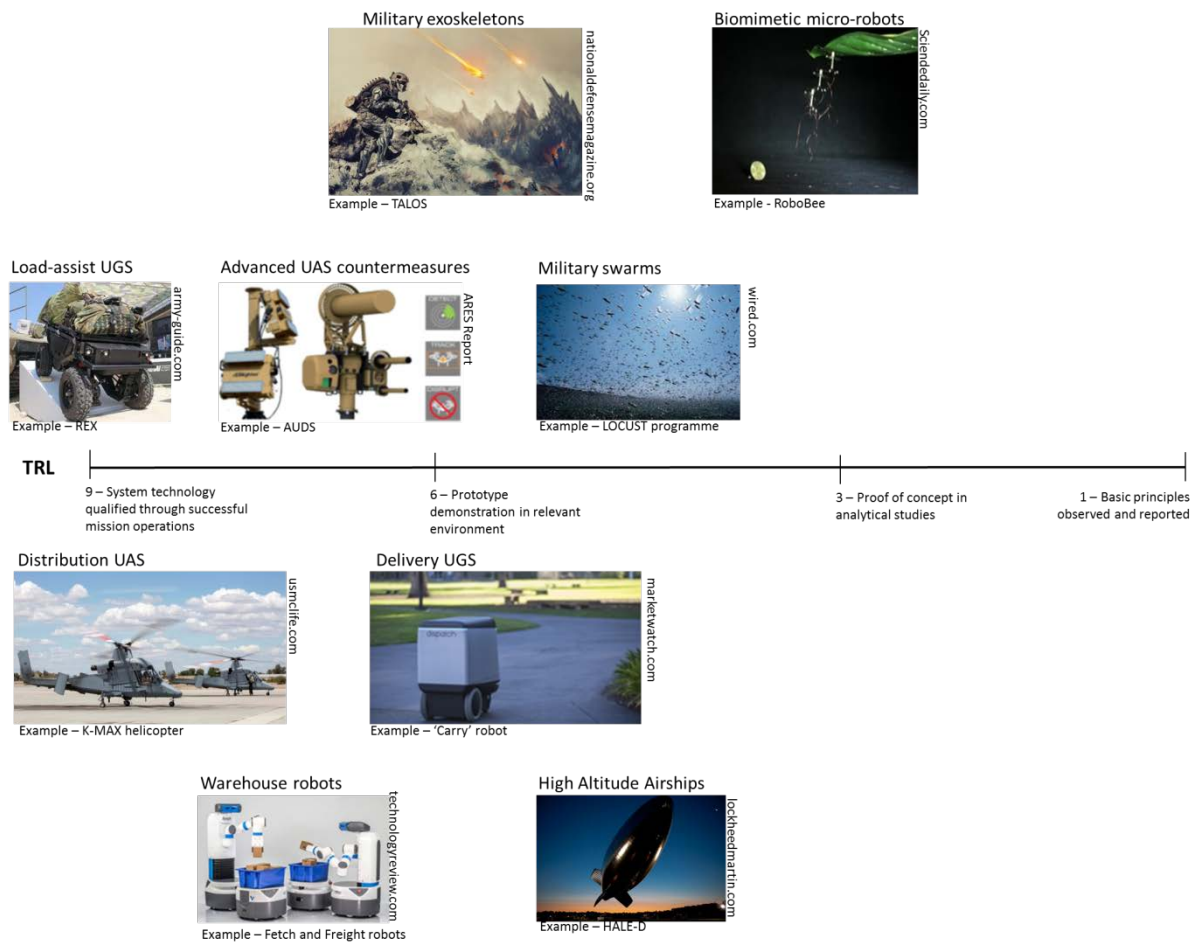 Military exoskeletons
nationaldefensemagazine.org
Example – TALOS
Biomimetic micro-robots
Sciendedaily.com
Example - RoboBee
Load-assist UGS
army-guide.com
Example – REX
Advanced UAS countermeasures
DETECT
TRACK
ARES Report
Example – AUDS
Military swarms
wired.com
Example – LOCUST programme
TRL
9 – System technology
qualified through successful
mission operations
6 – Prototype
demonstration in relevant
environment
3 – Proof of concept in
analytical studies
1 – Basic principles
observed and reported
Distribution UAS
usmclife.com
Example – K-MAX helicopter
Delivery UGS
dispatch
marketwatch.com
Example – ‘Carry’ robot
Warehouse robots
technologyreview.com
Example – Fetch and Freight robots
High Altitude Airships
lockheedmartin.com
Example – HALE-D